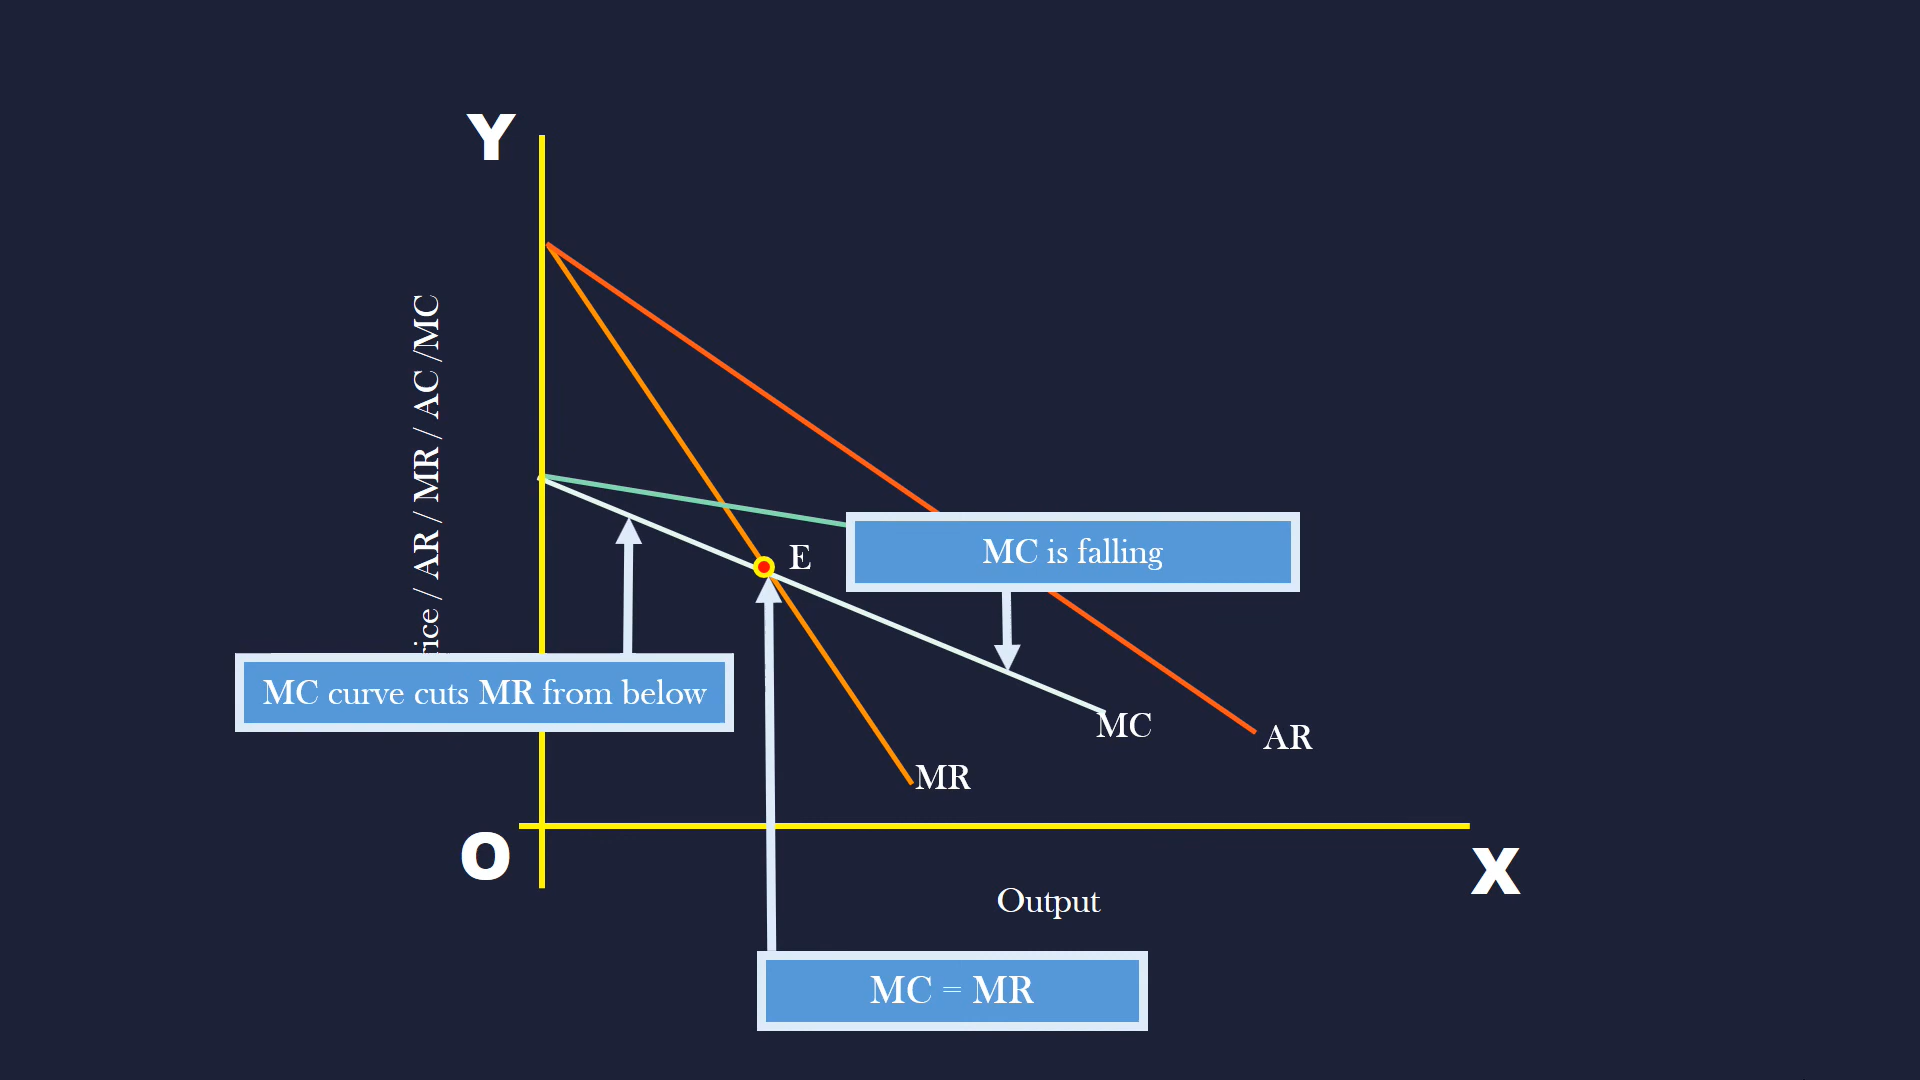 Y
rice / AR / MR / AC /MC
E
MC is falling
MC curve cuts MR from below
MC
AR
MR
O
X
Output
MC = MR